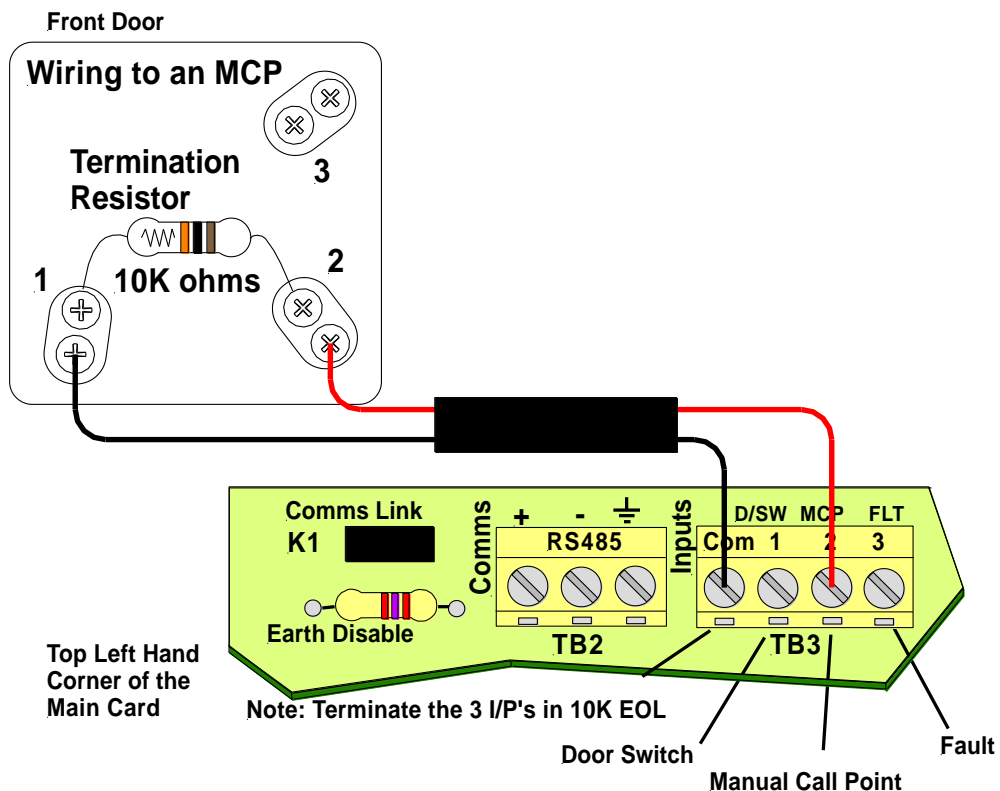 Front Door
Wiring to an MCP
3
Termination
Resistor
1
2
10K ohms
Comms Link
K1
Earth Disable
Comms
+ - 
RS485
TB2
Inputs
D/SW MCP FLT
Com 1 2 3
TB3
Top Left Hand
Corner of the
Main Card
Note: Terminate the 3 I/P's in 10K EOL
Door Switch
Manual Call Point
Fault